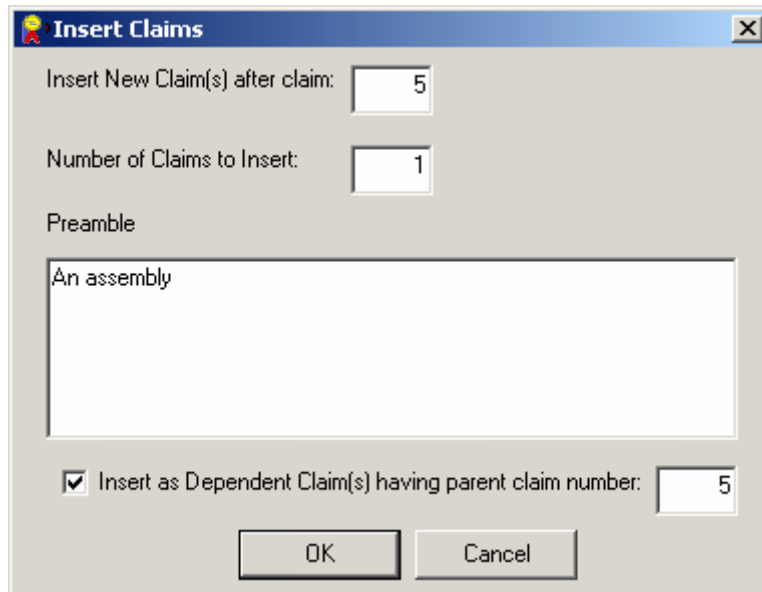 Insert Claims
Insert New Claim(s) after claim: 5
Number of Claims to Insert: 1
Preamble
An assembly
Insert as Dependent Claim(s) having parent claim number: 5
OK Cancel